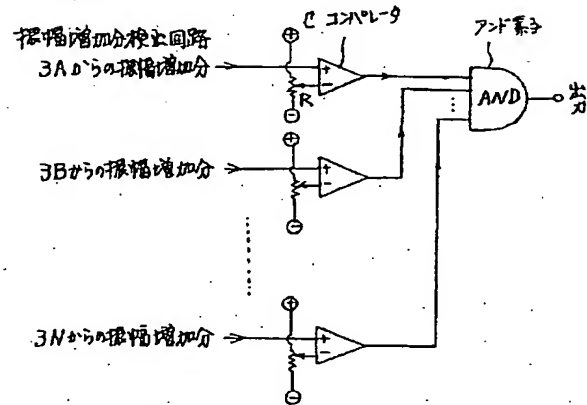 振幅増加分検出回路
3Aからの振幅増加分
C コンパレータ
アンド素子
⊕
+
-
R
⊖
AND
出力
3Bからの振幅増加分
⊕
+
-
⊖
3Nからの振幅増加分
⊕
+
-
⊖